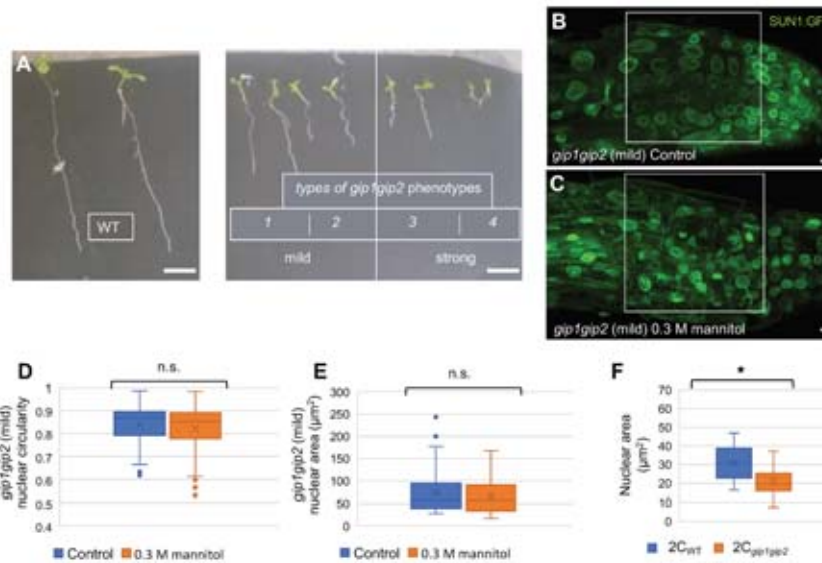 A
WT
types of gip1gip2 phenotypes
1 2 3 4
mild strong
B
SUN1:GF
gip1gip2 (mild) Control
C
gip1gip2 (mild) 0.3 M mannitol
D
n.s.
gip1gip2 (mild)
nuclear circularity
1
0.9
0.8
0.7
0.6
0.5
0.4
Control 0.3 M mannitol
E
n.s.
gip1gip2 (mild)
nuclear area (µm²)
300
250
200
150
100
50
0
Control 0.3 M mannitol
F
*
Nuclear area
(µm²)
70
60
50
40
30
20
10
0
2CWT 2Cgip1gip2